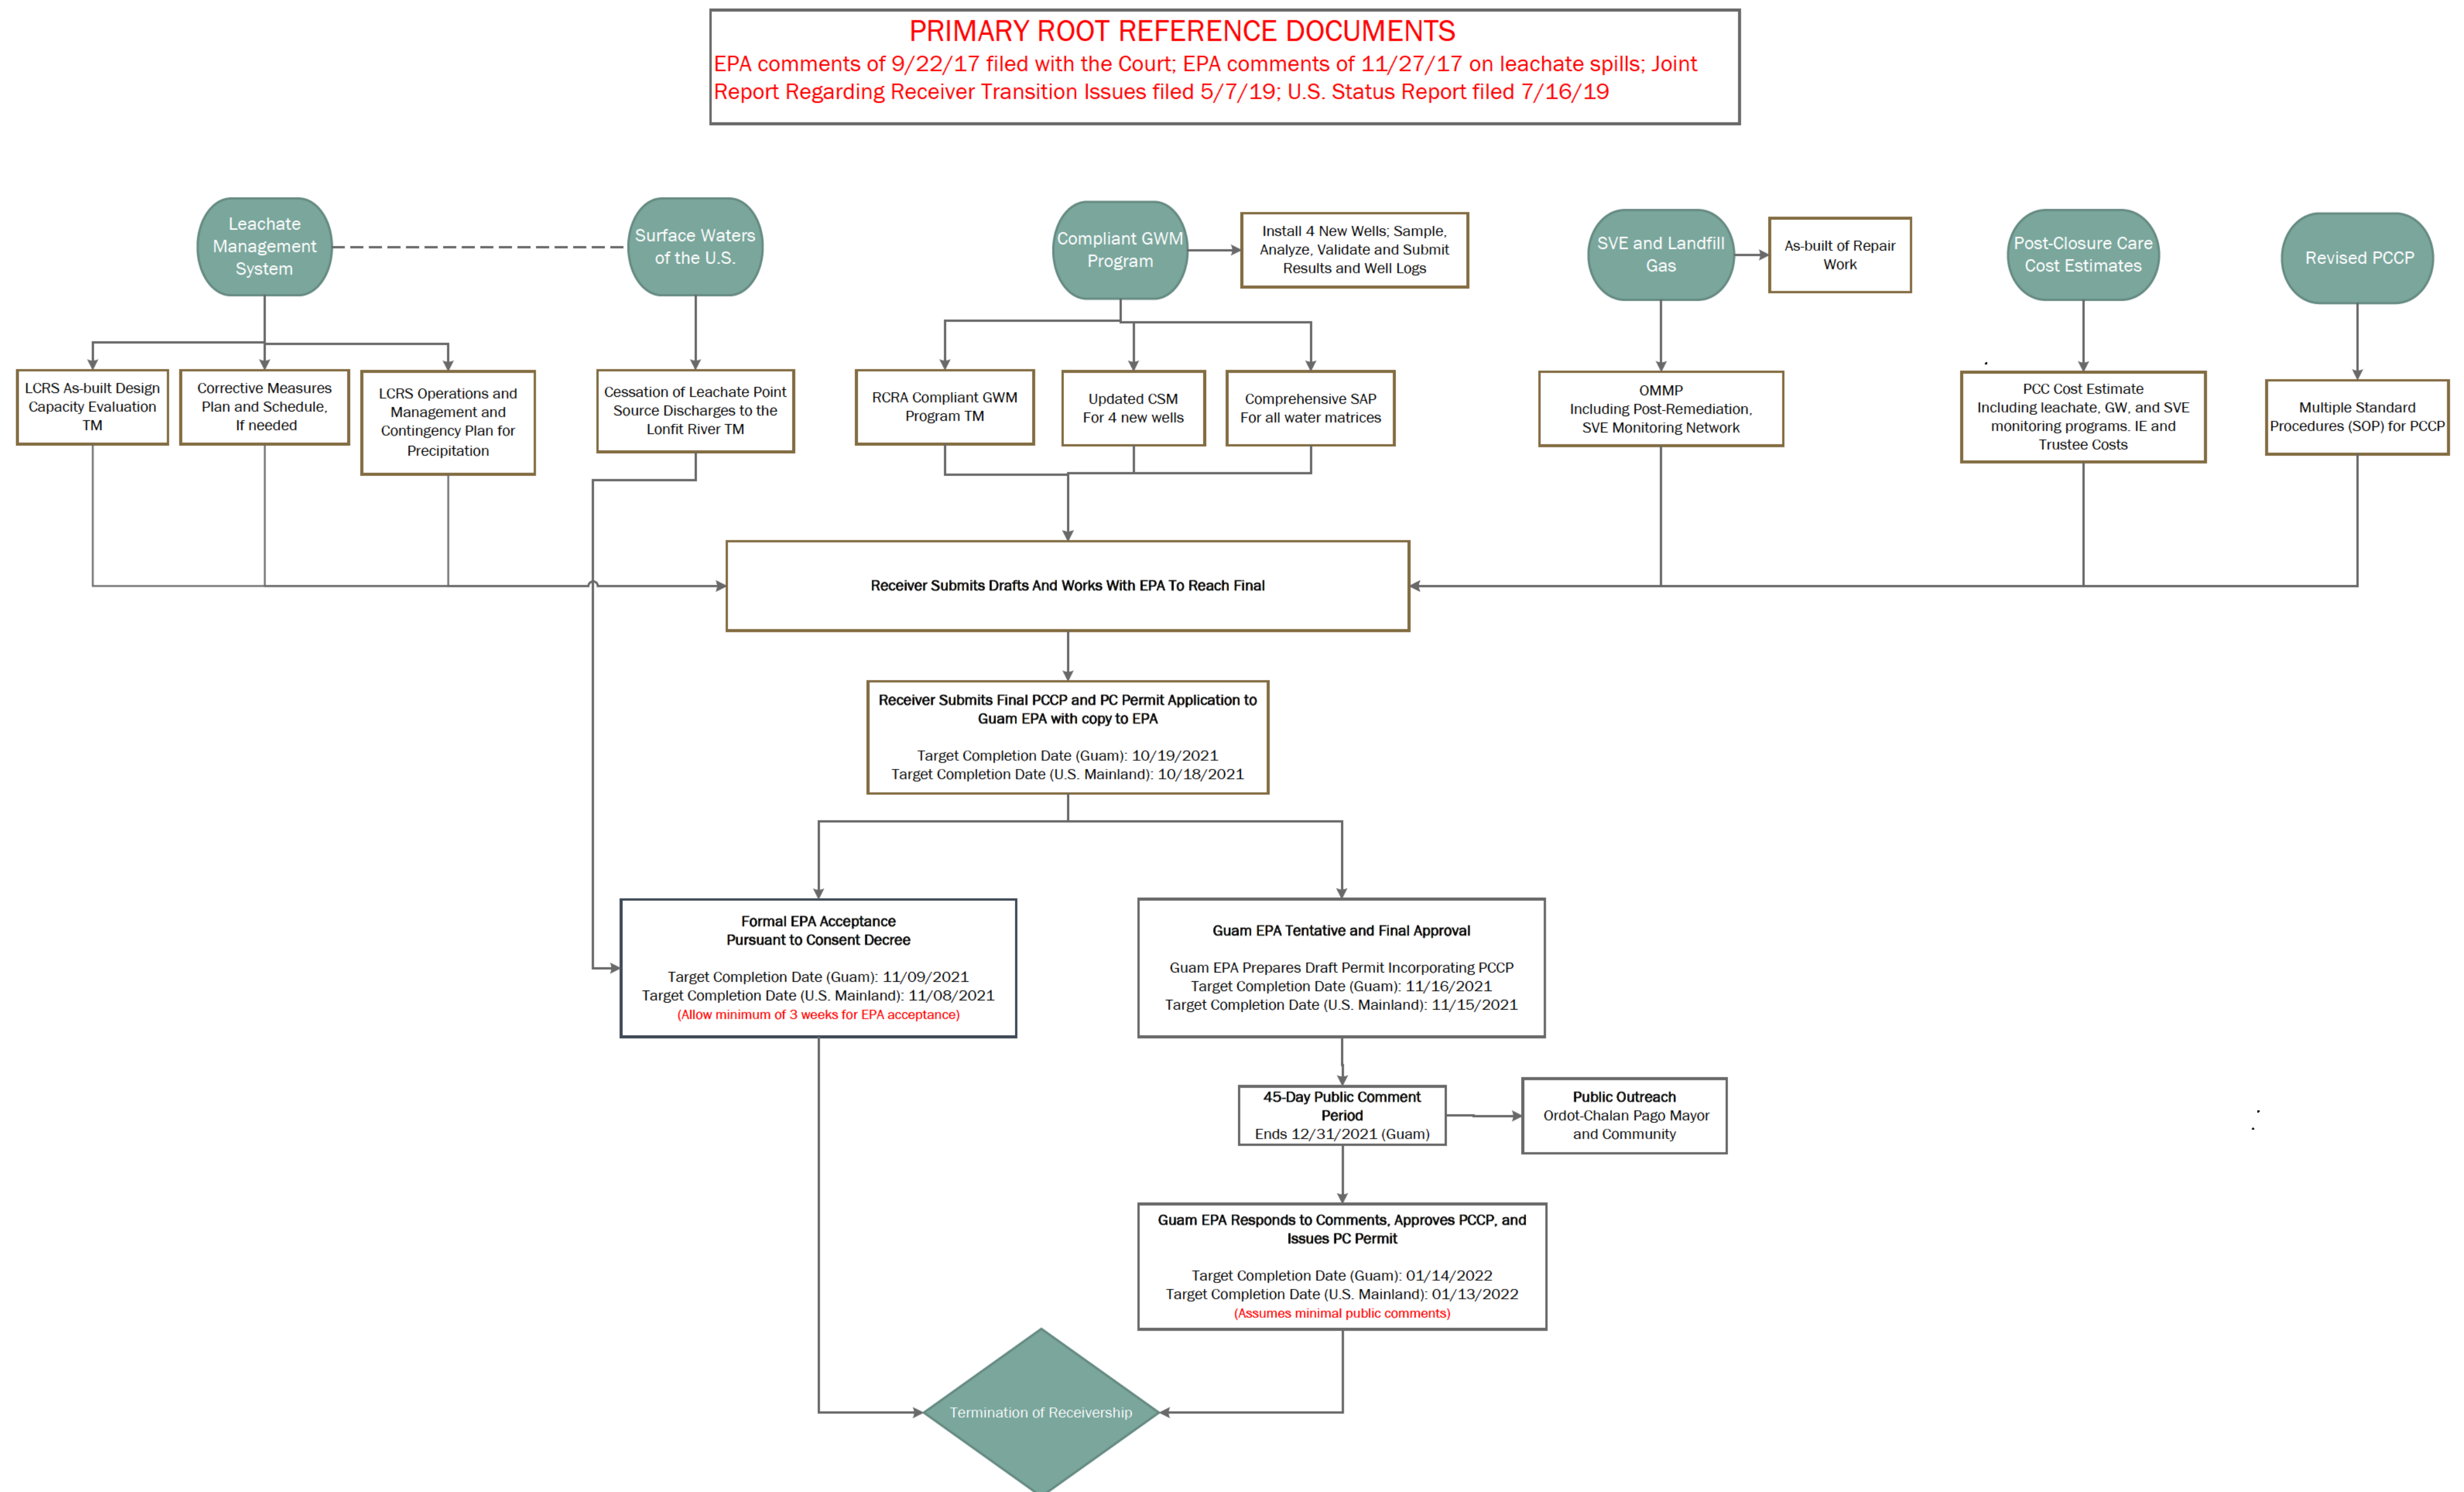 PRIMARY ROOT REFERENCE DOCUMENTS
EPA comments of 9/22/17 filed with the Court; EPA comments of 11/27/17 on leachate spills; Joint
Report Regarding Receiver Transition Issues filed 5/7/19; U.S. Status Report filed 7/16/19
Leachate
Management
System
Surface Waters
of the U.S.
Compliant GWM
Program
Install 4 New Wells; Sample,
Analyze, Validate and Submit
Results and Well Logs
SVE and Landfill
Gas
As-built of Repair
Work
Post-Closure Care
Cost Estimates
Revised PCCP
LCRS As-built Design
Capacity Evaluation
TM
Corrective Measures
Plan and Schedule,
If needed
LCRS Operations and
Management and
Contingency Plan for
Precipitation
Cessation of Leachate Point
Source Discharges to the
Lonfit River TM
RCRA Compliant GWM
Program TM
Updated CSM
For 4 new wells
Comprehensive SAP
For all water matrices
OMMP
Including Post-Remediation,
SVE Monitoring Network
PCC Cost Estimate
Including leachate, GW, and SVE
monitoring programs. IE and
Trustee Costs
Multiple Standard
Procedures (SOP) for PCCP
Receiver Submits Drafts And Works With EPA To Reach Final
Receiver Submits Final PCCP and PC Permit Application to
Guam EPA with copy to EPA
Target Completion Date (Guam): 10/19/2021
Target Completion Date (U.S. Mainland): 10/18/2021
Formal EPA Acceptance
Pursuant to Consent Decree
Target Completion Date (Guam): 11/09/2021
Target Completion Date (U.S. Mainland): 11/08/2021
(Allow minimum of 3 weeks for EPA acceptance)
Guam EPA Tentative and Final Approval
Guam EPA Prepares Draft Permit Incorporating PCCP
Target Completion Date (Guam): 11/16/2021
Target Completion Date (U.S. Mainland): 11/15/2021
45-Day Public Comment
Period
Ends 12/31/2021 (Guam)
Public Outreach
Ordot-Chalan Pago Mayor
and Community
Guam EPA Responds to Comments, Approves PCCP, and
Issues PC Permit
Target Completion Date (Guam): 01/14/2022
Target Completion Date (U.S. Mainland): 01/13/2022
(Assumes minimal public comments)
Termination of Receivership